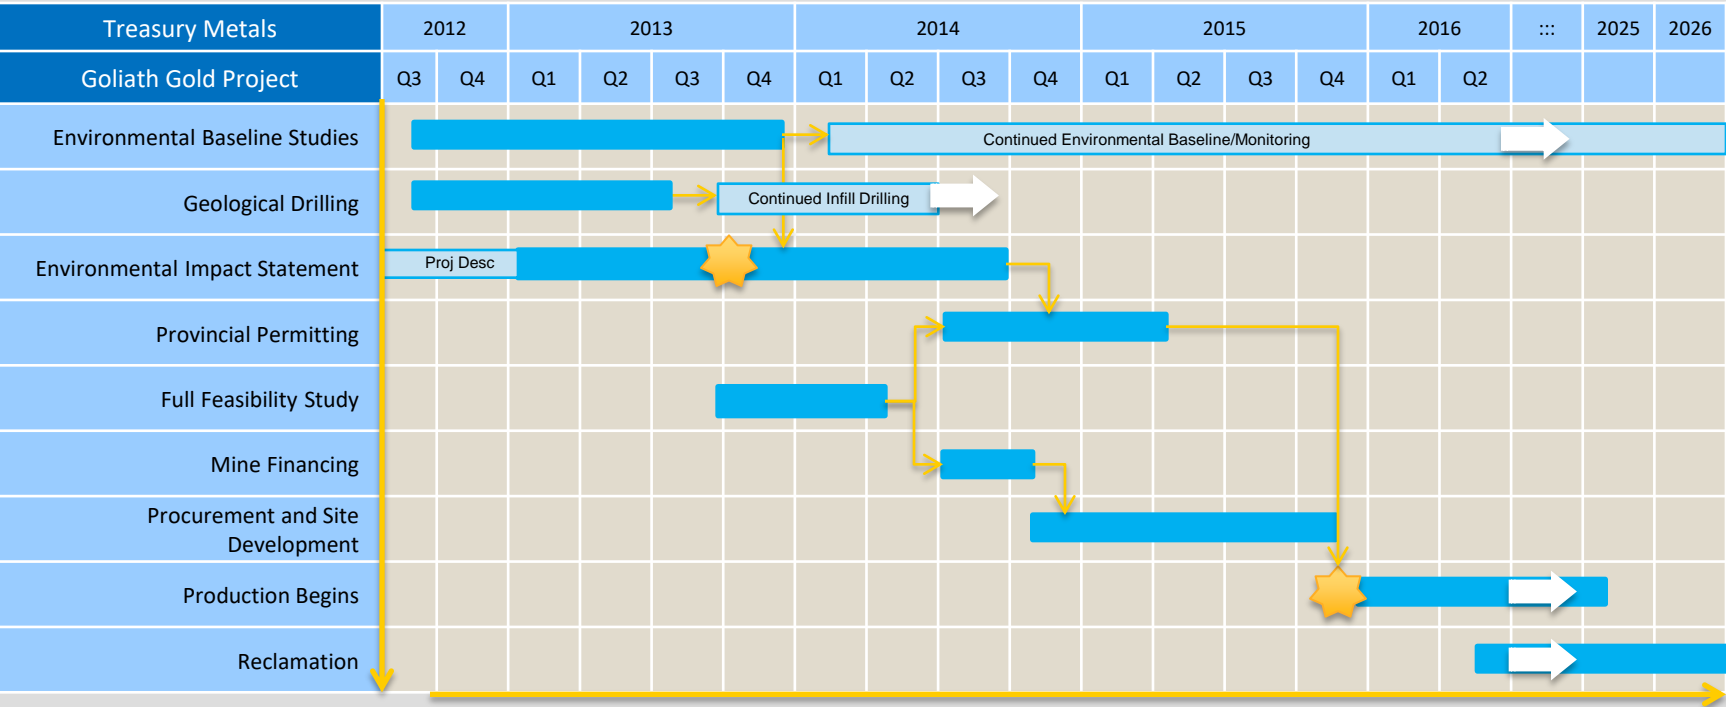 Treasury Metals 2012 2013 2014 2015 2016 ::: 2025 2026
Goliath Gold Project Q3 Q4 Q1 Q2 Q3 Q4 Q1 Q2 Q3 Q4 Q1 Q2 Q3 Q4 Q1 Q2
Environmental Baseline Studies Continued Environmental Baseline/Monitoring
Geological Drilling Continued Infill Drilling
Environmental Impact Statement Proj Desc
Provincial Permitting
Full Feasibility Study
Mine Financing
Procurement and Site
Development
Production Begins
Reclamation